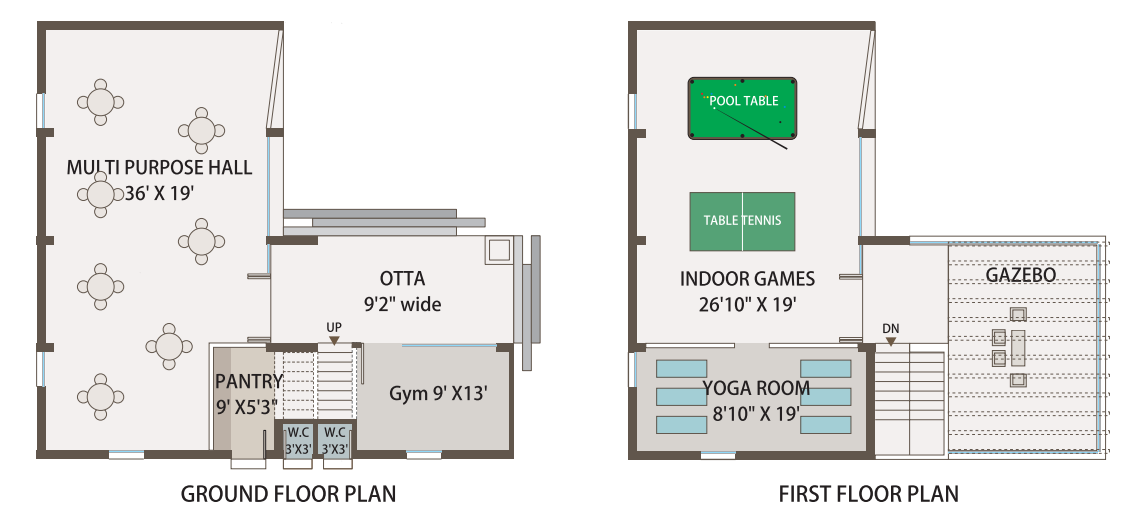 MULTI PURPOSE HALL
36' X 19'
OTTA
9'2" wide
UP
PANTRY
9' X5'3"
Gym 9' X13'
W.C
3'X3'
W.C
3'X3'
GROUND FLOOR PLAN
POOL TABLE
TABLE TENNIS
INDOOR GAMES
26'10" X 19'
GAZEBO
DN
YOGA ROOM
8'10" X 19'
FIRST FLOOR PLAN